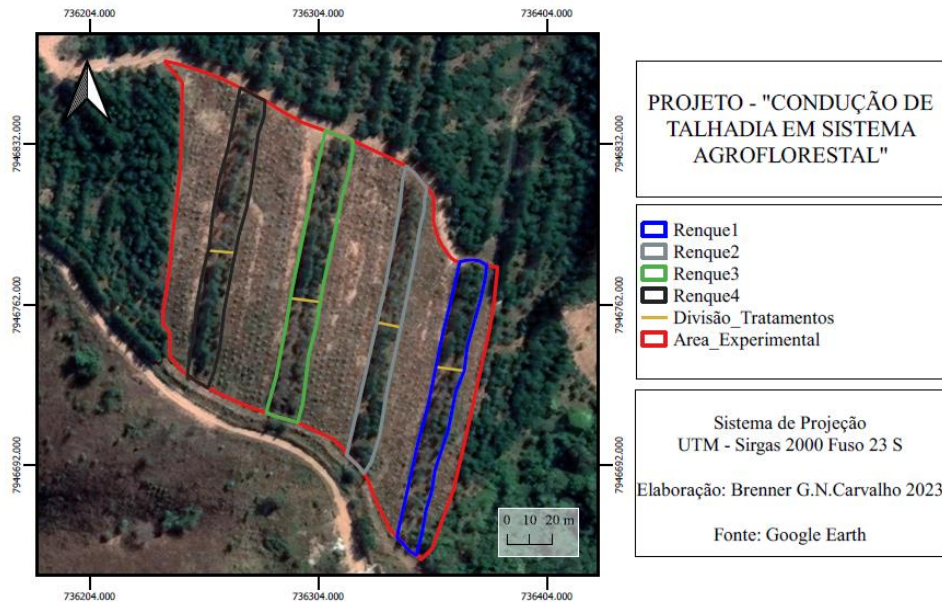 736204.000 736304.000 736404.000
7946832.000 7946832.000
7946762.000 7946762.000
7946692.000 7946692.000
0 10 20 m
736204.000 736304.000 736404.000
PROJETO - "CONDUÇÃO DE
TALHADIA EM SISTEMA
AGROFLORESTAL"
Renque1
Renque2
Renque3
Renque4
Divisão_Tratamentos
Area_Experimental
Sistema de Projeção
UTM - Sirgas 2000 Fuso 23 S
Elaboração: Brenner G.N.Carvalho 2023
Fonte: Google Earth